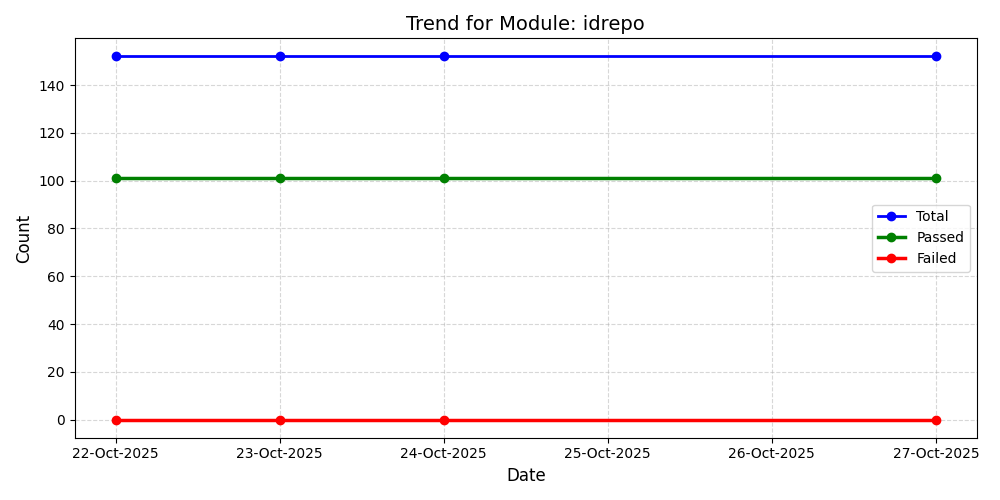 Trend for Module: idrepo
Count
140
120
100
80
60
40
20
0
Total
Passed
Failed
22-Oct-2025 23-Oct-2025 24-Oct-2025 25-Oct-2025 26-Oct-2025 27-Oct-2025
Date